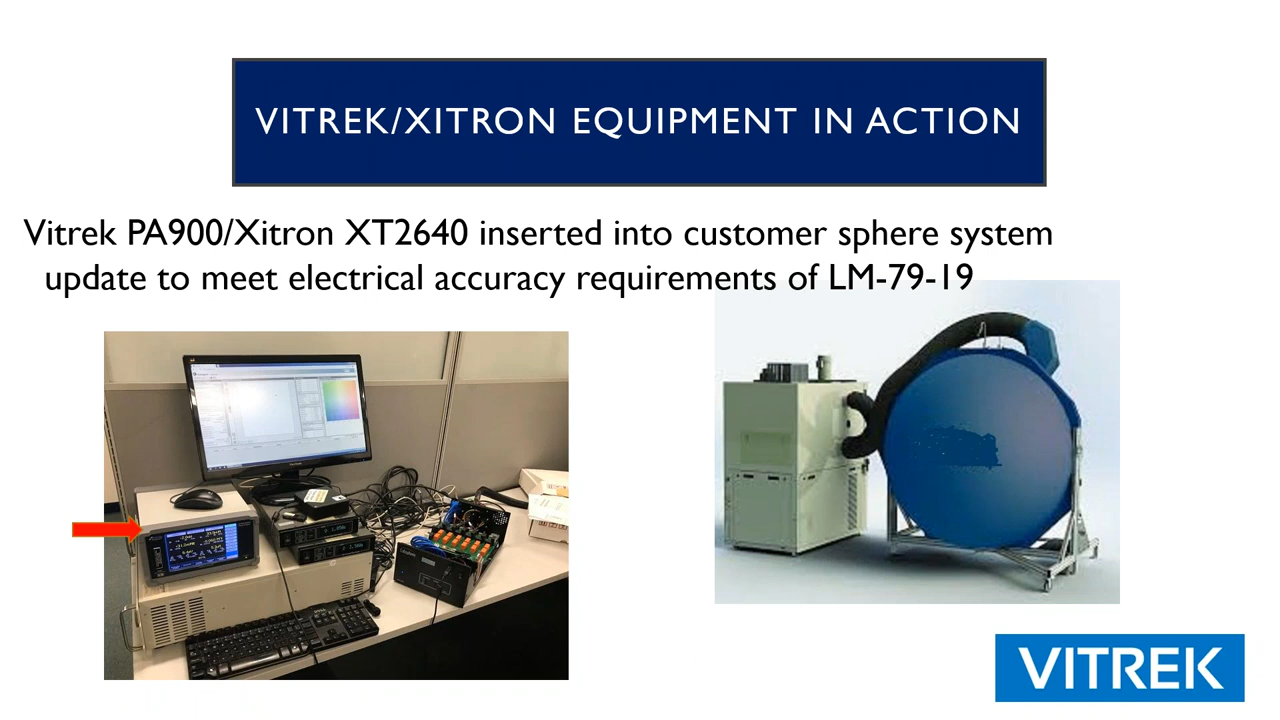 VITREK/XITRON EQUIPMENT IN ACTION
Vitrek PA900/Xitron XT2640 inserted into customer sphere system
update to meet electrical accuracy requirements of LM-79-19
VITREK